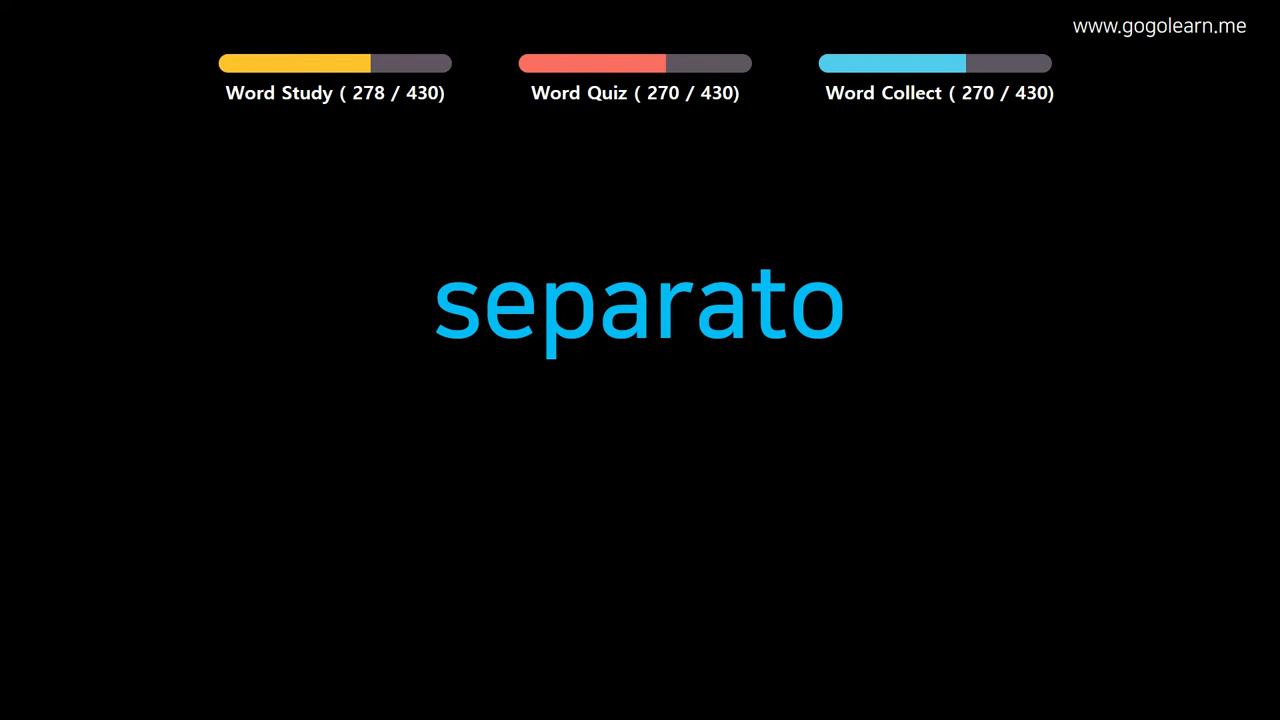 www.gogolearn.me
Word Study ( 278 / 430)
Word Quiz ( 270 / 430)
Word Collect ( 270 / 430)
separato